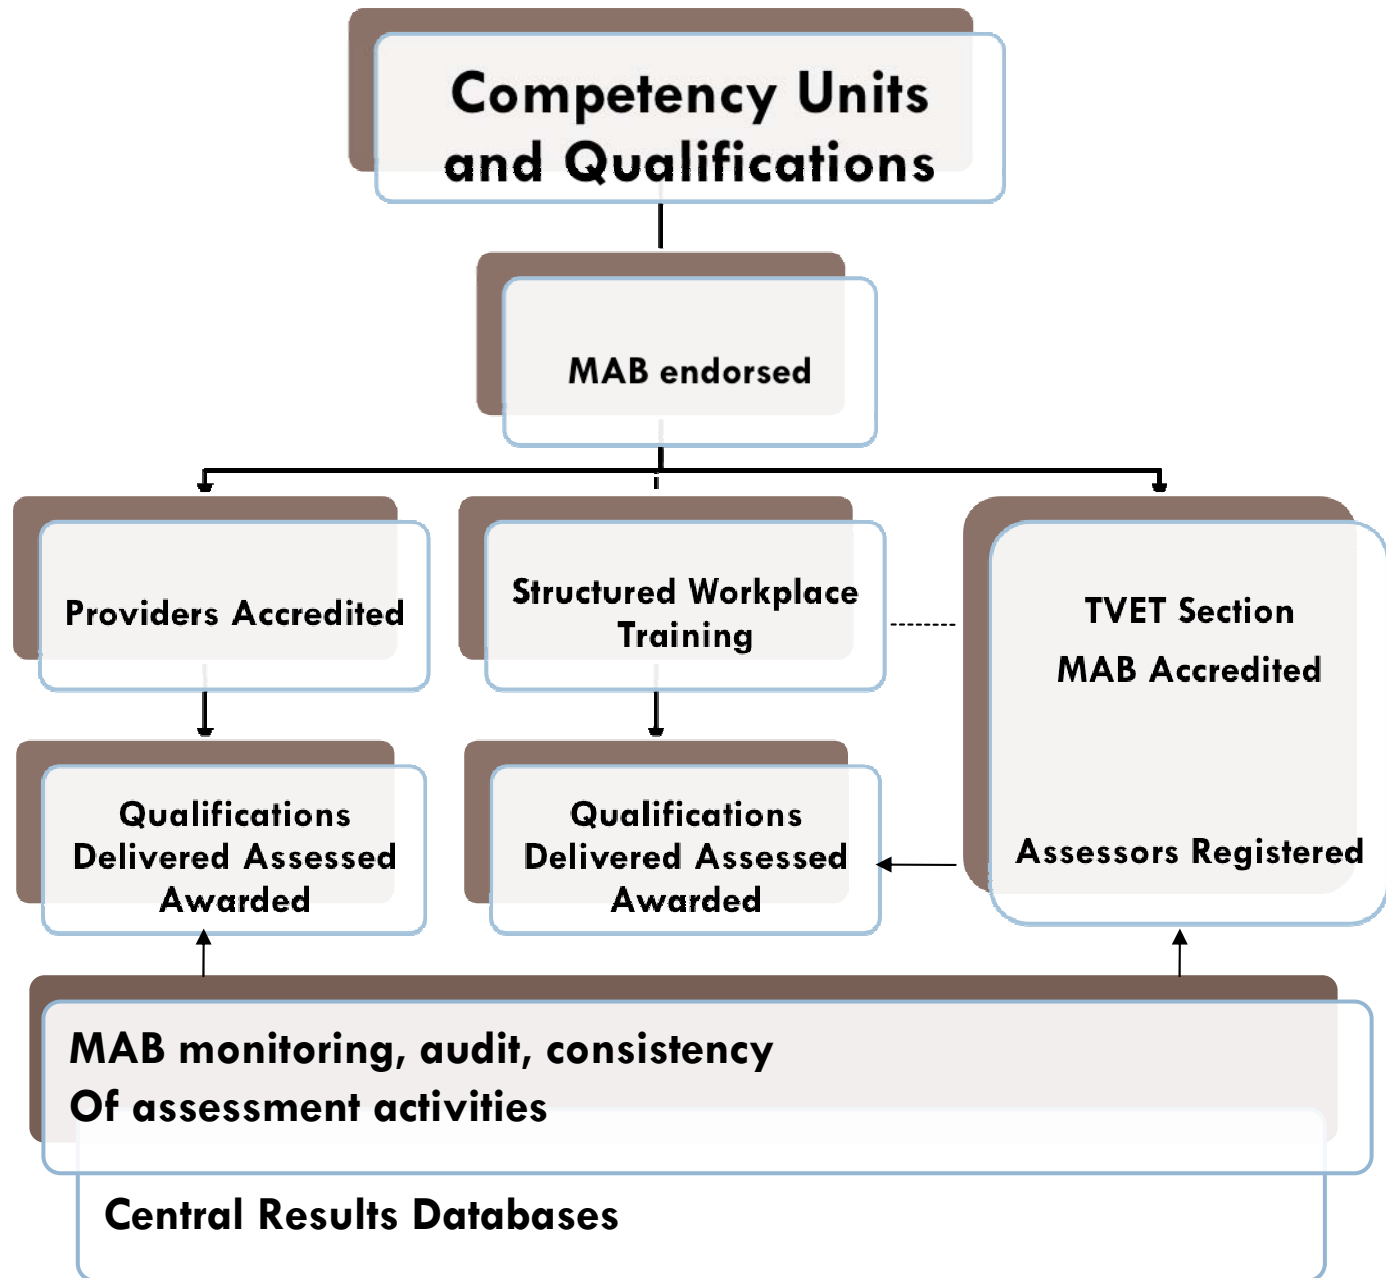 Competency Units
and Qualifications
MAB endorsed
Providers Accredited
Structured Workplace
Training
TVET Section
MAB Accredited
Assessors Registered
Qualifications
Delivered Assessed
Awarded
Qualifications
Delivered Assessed
Awarded
MAB monitoring, audit, consistency
Of assessment activities
Central Results Databases